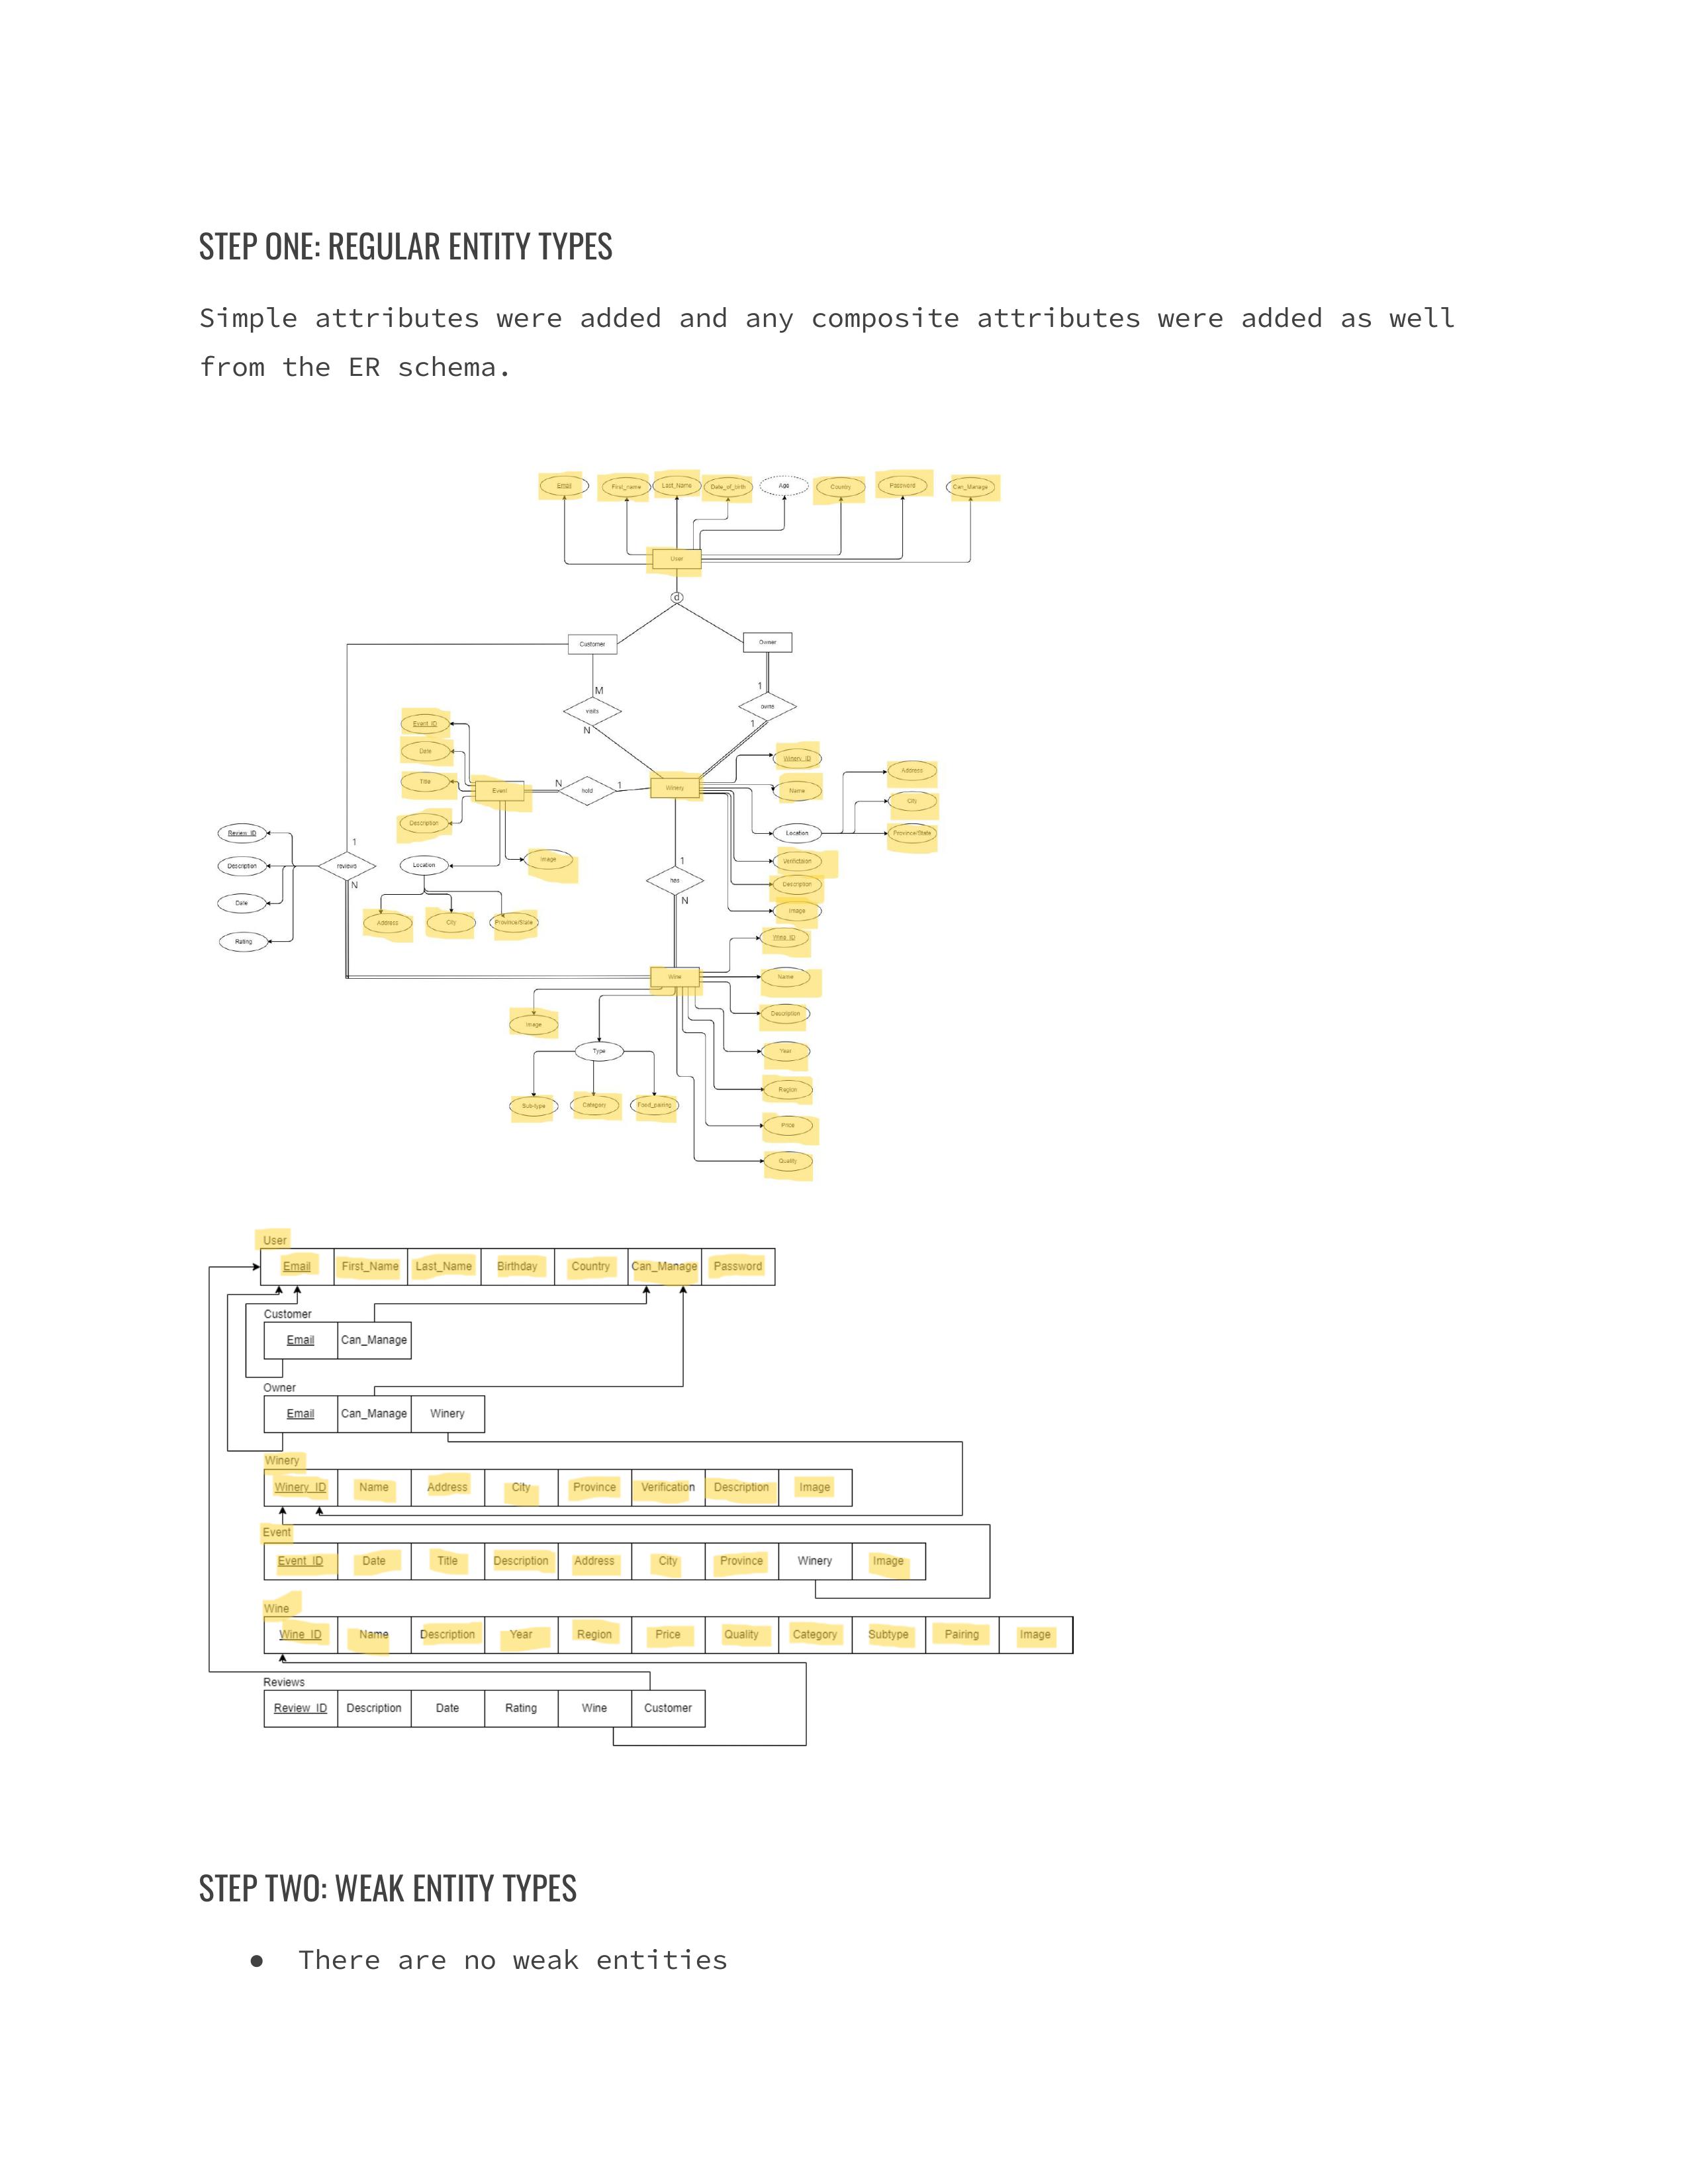 STEP ONE: REGULAR ENTITY TYPES
Simple attributes were added and any composite attributes were added as well
from the ER schema.
Email First_name Last_Name Date_of_birth Age Country Password Can_Manage
User
d
Customer Owner
M 1
visits owns
N 1
Event_ID
Date
Title
Description
Event
N hold 1
Winery
Winery_ID
Name
Location
Address
City
Province/State
Verifictaion
Description
Image
Location
Image
Address City Province/State
Review_ID
Description
Date
Rating
1
reviews
N
1
has
N
Wine
Wine_ID
Name
Description
Year
Region
Price
Quality
Image
Type
Sub-type Category Food_pairing
User
Email First_Name Last_Name Birthday Country Can_Manage Password
Customer
Email Can_Manage
Owner
Email Can_Manage Winery
Winery
Winery_ID Name Address City Province Verification Description Image
Event
Event_ID Date Title Description Address City Province Winery Image
Wine
Wine_ID Name Description Year Region Price Quality Category Subtype Pairing Image
Reviews
Review_ID Description Date Rating Wine Customer
STEP TWO: WEAK ENTITY TYPES
● There are no weak entities